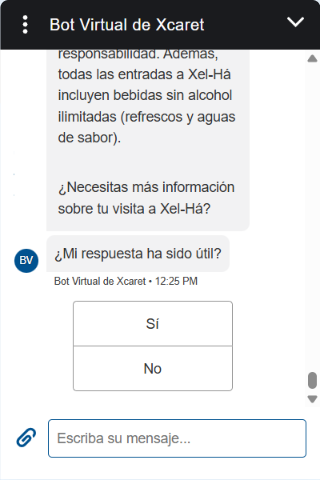 Bot Virtual de Xcaret
responsabilidad. Además,
todas las entradas a Xel-Há
incluyen bebidas sin alcohol
ilimitadas (refrescos y aguas
de sabor).
¿Necesitas más información
sobre tu visita a Xel-Há?
BV
¿Mi respuesta ha sido útil?
Bot Virtual de Xcaret • 12:25 PM
Sí
No
Escriba su mensaje...